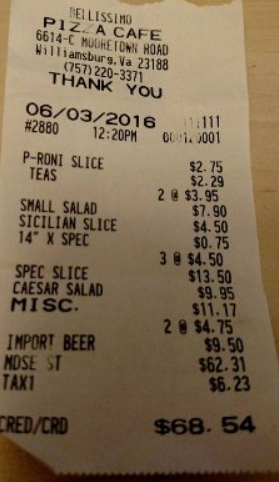 BELLISSIMO
PIZZA CAFE
6614-C MOORETOWN ROAD
Williamsburg, Va 23188
(757)220-3371
THANK YOU
06/03/2016
#2880 12:20PM
P-RONI SLICE $2.75
TEAS $2.29
2 @ $3.95
SMALL SALAD $7.90
SICILIAN SLICE $4.50
14" X SPEC $0.75
3 @ $4.50
SPEC SLICE $13.50
CAESAR SALAD $9.95
MISC. $11.17
2 @ $4.75
IMPORT BEER $9.50
MDSE ST $62.31
TAX1 $6.23
CRED/CRD $68.54